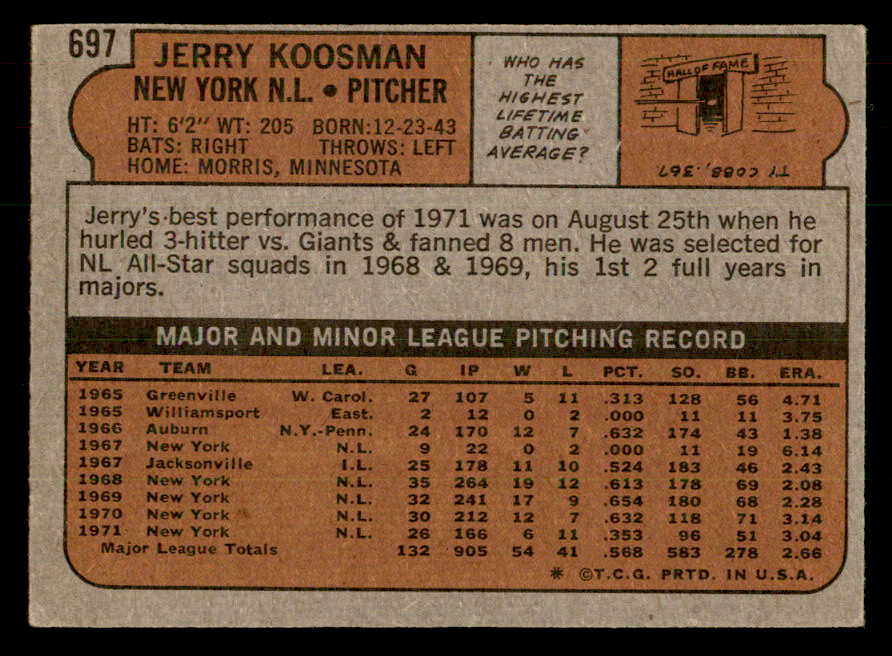 697
JERRY KOOSMAN
NEW YORK N.L. • PITCHER
HT: 6'2" WT: 205 BORN:12-23-43
BATS: RIGHT THROWS: LEFT
HOME: MORRIS, MINNESOTA
WHO HAS
THE
HIGHEST
LIFETIME
BATTING
AVERAGE?
HALL OF FAME
TY COBB, .367
Jerry's best performance of 1971 was on August 25th when he
hurled 3-hitter vs. Giants & fanned 8 men. He was selected for
NL All-Star squads in 1968 & 1969, his 1st 2 full years in
majors.
MAJOR AND MINOR LEAGUE PITCHING RECORD
YEAR TEAM LEA. G IP W L PCT. SO. BB. ERA.
1965 Greenville W. Carol. 27 107 5 11 .313 128 56 4.71
1965 Williamsport East. 2 12 0 2 .000 11 11 3.75
1966 Auburn N.Y.-Penn. 24 170 12 7 .632 174 43 1.38
1967 New York N.L. 9 22 0 2 .000 11 19 6.14
1967 Jacksonville I.L. 25 178 11 10 .524 183 46 2.43
1968 New York N.L. 35 264 19 12 .613 178 69 2.08
1969 New York N.L. 32 241 17 9 .654 180 68 2.28
1970 New York N.L. 30 212 12 7 .632 118 71 3.14
1971 New York N.L. 26 166 6 11 .353 96 51 3.04
Major League Totals 132 905 54 41 .568 583 278 2.66
* ©T.C.G. PRTD. IN U.S.A.